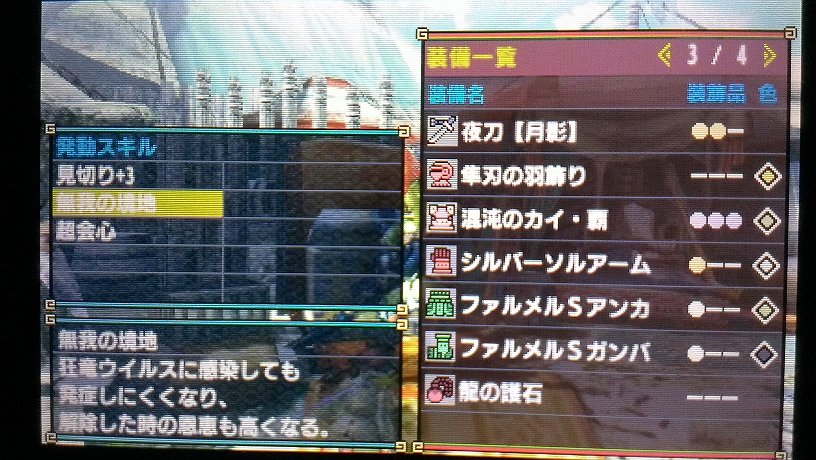 発動スキル
見切り+3
無我の境地
超会心
無我の境地
狂竜ウイルスに感染しても
発症しにくくなり、
解除した時の恩恵も高くなる。
装備一覧 3 / 4
装備名 装飾品 色
夜刀【月影】
隼刃の羽飾り
混沌のカイ・覇
シルバーソルアーム
ファルメルSアンカ
ファルメルSガンバ
龍の護石